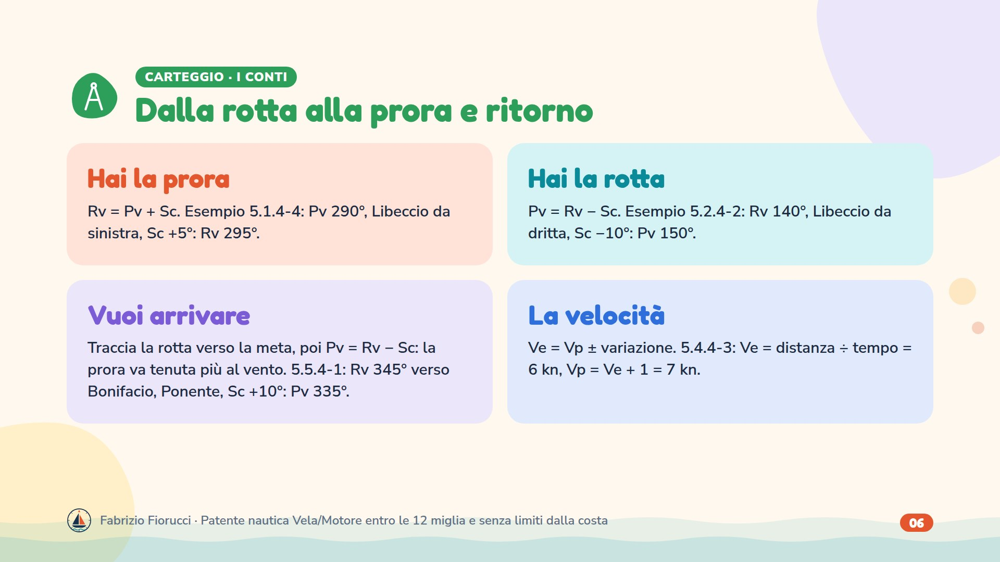 CARTEGGIO · I CONTI
Dalla rotta alla prora e ritorno
Hai la prora
Rv = Pv + Sc. Esempio 5.1.4-4: Pv 290°, Libeccio da
sinistra, Sc +5°: Rv 295°.
Hai la rotta
Pv = Rv − Sc. Esempio 5.2.4-2: Rv 140°, Libeccio da
dritta, Sc −10°: Pv 150°.
Vuoi arrivare
Traccia la rotta verso la meta, poi Pv = Rv − Sc: la
prora va tenuta più al vento. 5.5.4-1: Rv 345° verso
Bonifacio, Ponente, Sc +10°: Pv 335°.
La velocità
Ve = Vp ± variazione. 5.4.4-3: Ve = distanza ÷ tempo =
6 kn, Vp = Ve + 1 = 7 kn.
Fabrizio Fiorucci · Patente nautica Vela/Motore entro le 12 miglia e senza limiti dalla costa
06